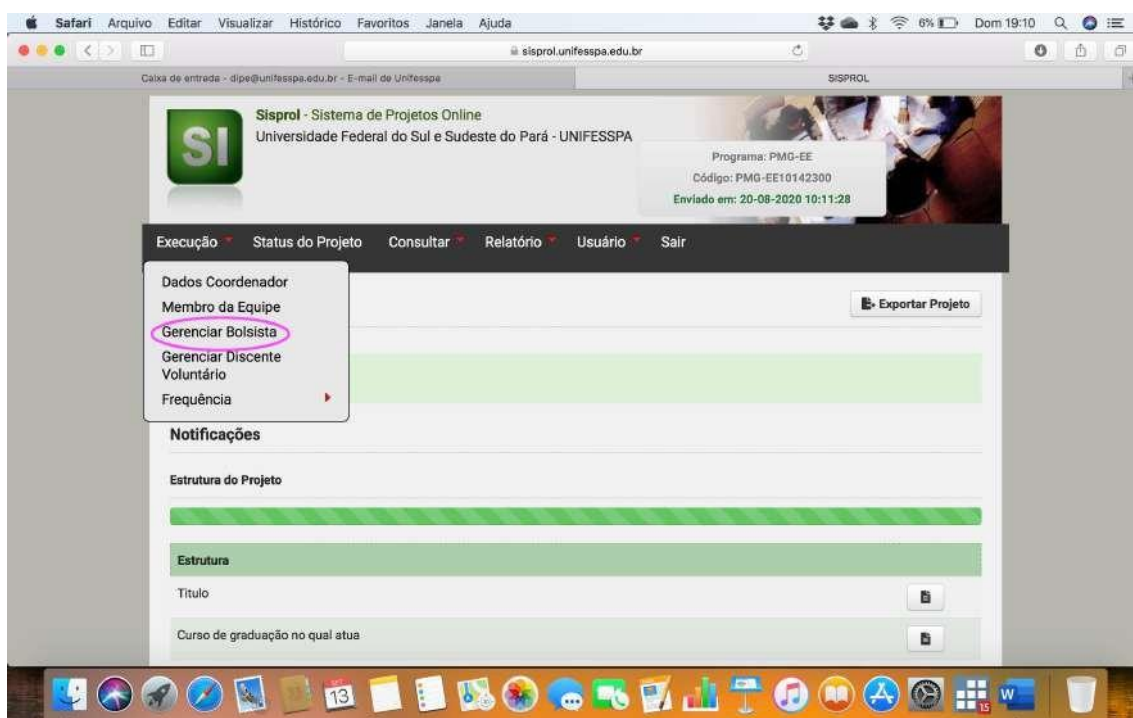 Safari Arquivo Editar Visualizar Histórico Favoritos Janela Ajuda 6% Dom 19:10
sisprol.unifesspa.edu.br
Caixa de entrada - dipe@unifesspa.edu.br - E-mail de Unifesspa SISPROL
SI
Sisprol - Sistema de Projetos Online
Universidade Federal do Sul e Sudeste do Pará - UNIFESSPA
Programa: PMG-EE
Código: PMG-EE10142300
Enviado em: 20-08-2020 10:11:28
Execução Status do Projeto Consultar Relatório Usuário Sair
Dados Coordenador
Membro da Equipe
Gerenciar Bolsista
Gerenciar Discente
Voluntário
Frequência
Exportar Projeto
Notificações
Estrutura do Projeto
Estrutura
Titulo
Curso de graduação no qual atua
13
15
W